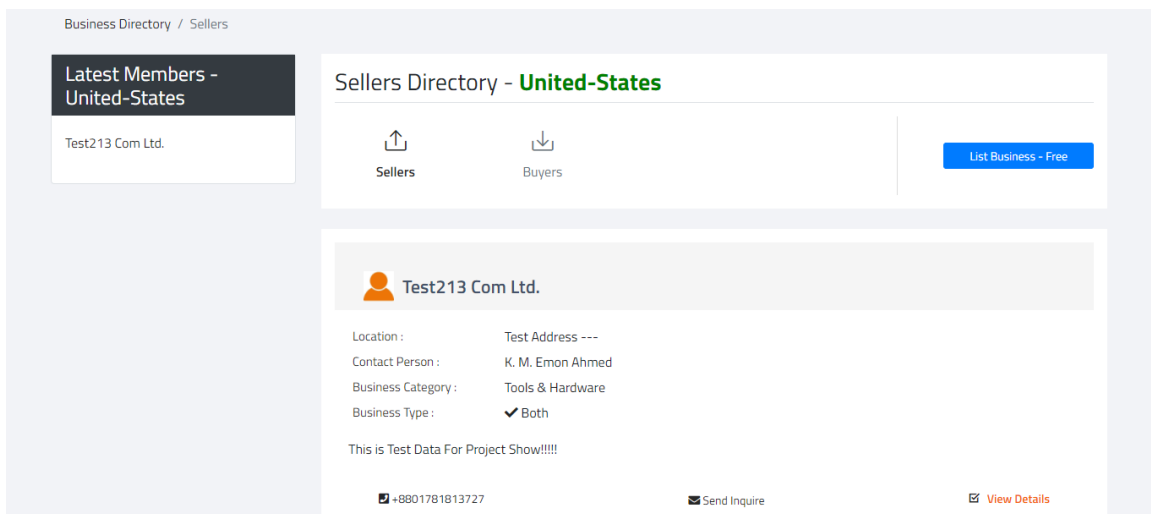 Business Directory / Sellers
Latest Members -
United-States
Test213 Com Ltd.
Sellers Directory - United-States
Sellers
Buyers
List Business - Free
Test213 Com Ltd.
Location : Test Address ---
Contact Person : K. M. Emon Ahmed
Business Category : Tools & Hardware
Business Type : Both
This is Test Data For Project Show!!!!!
+8801781813727
Send Inquire
View Details